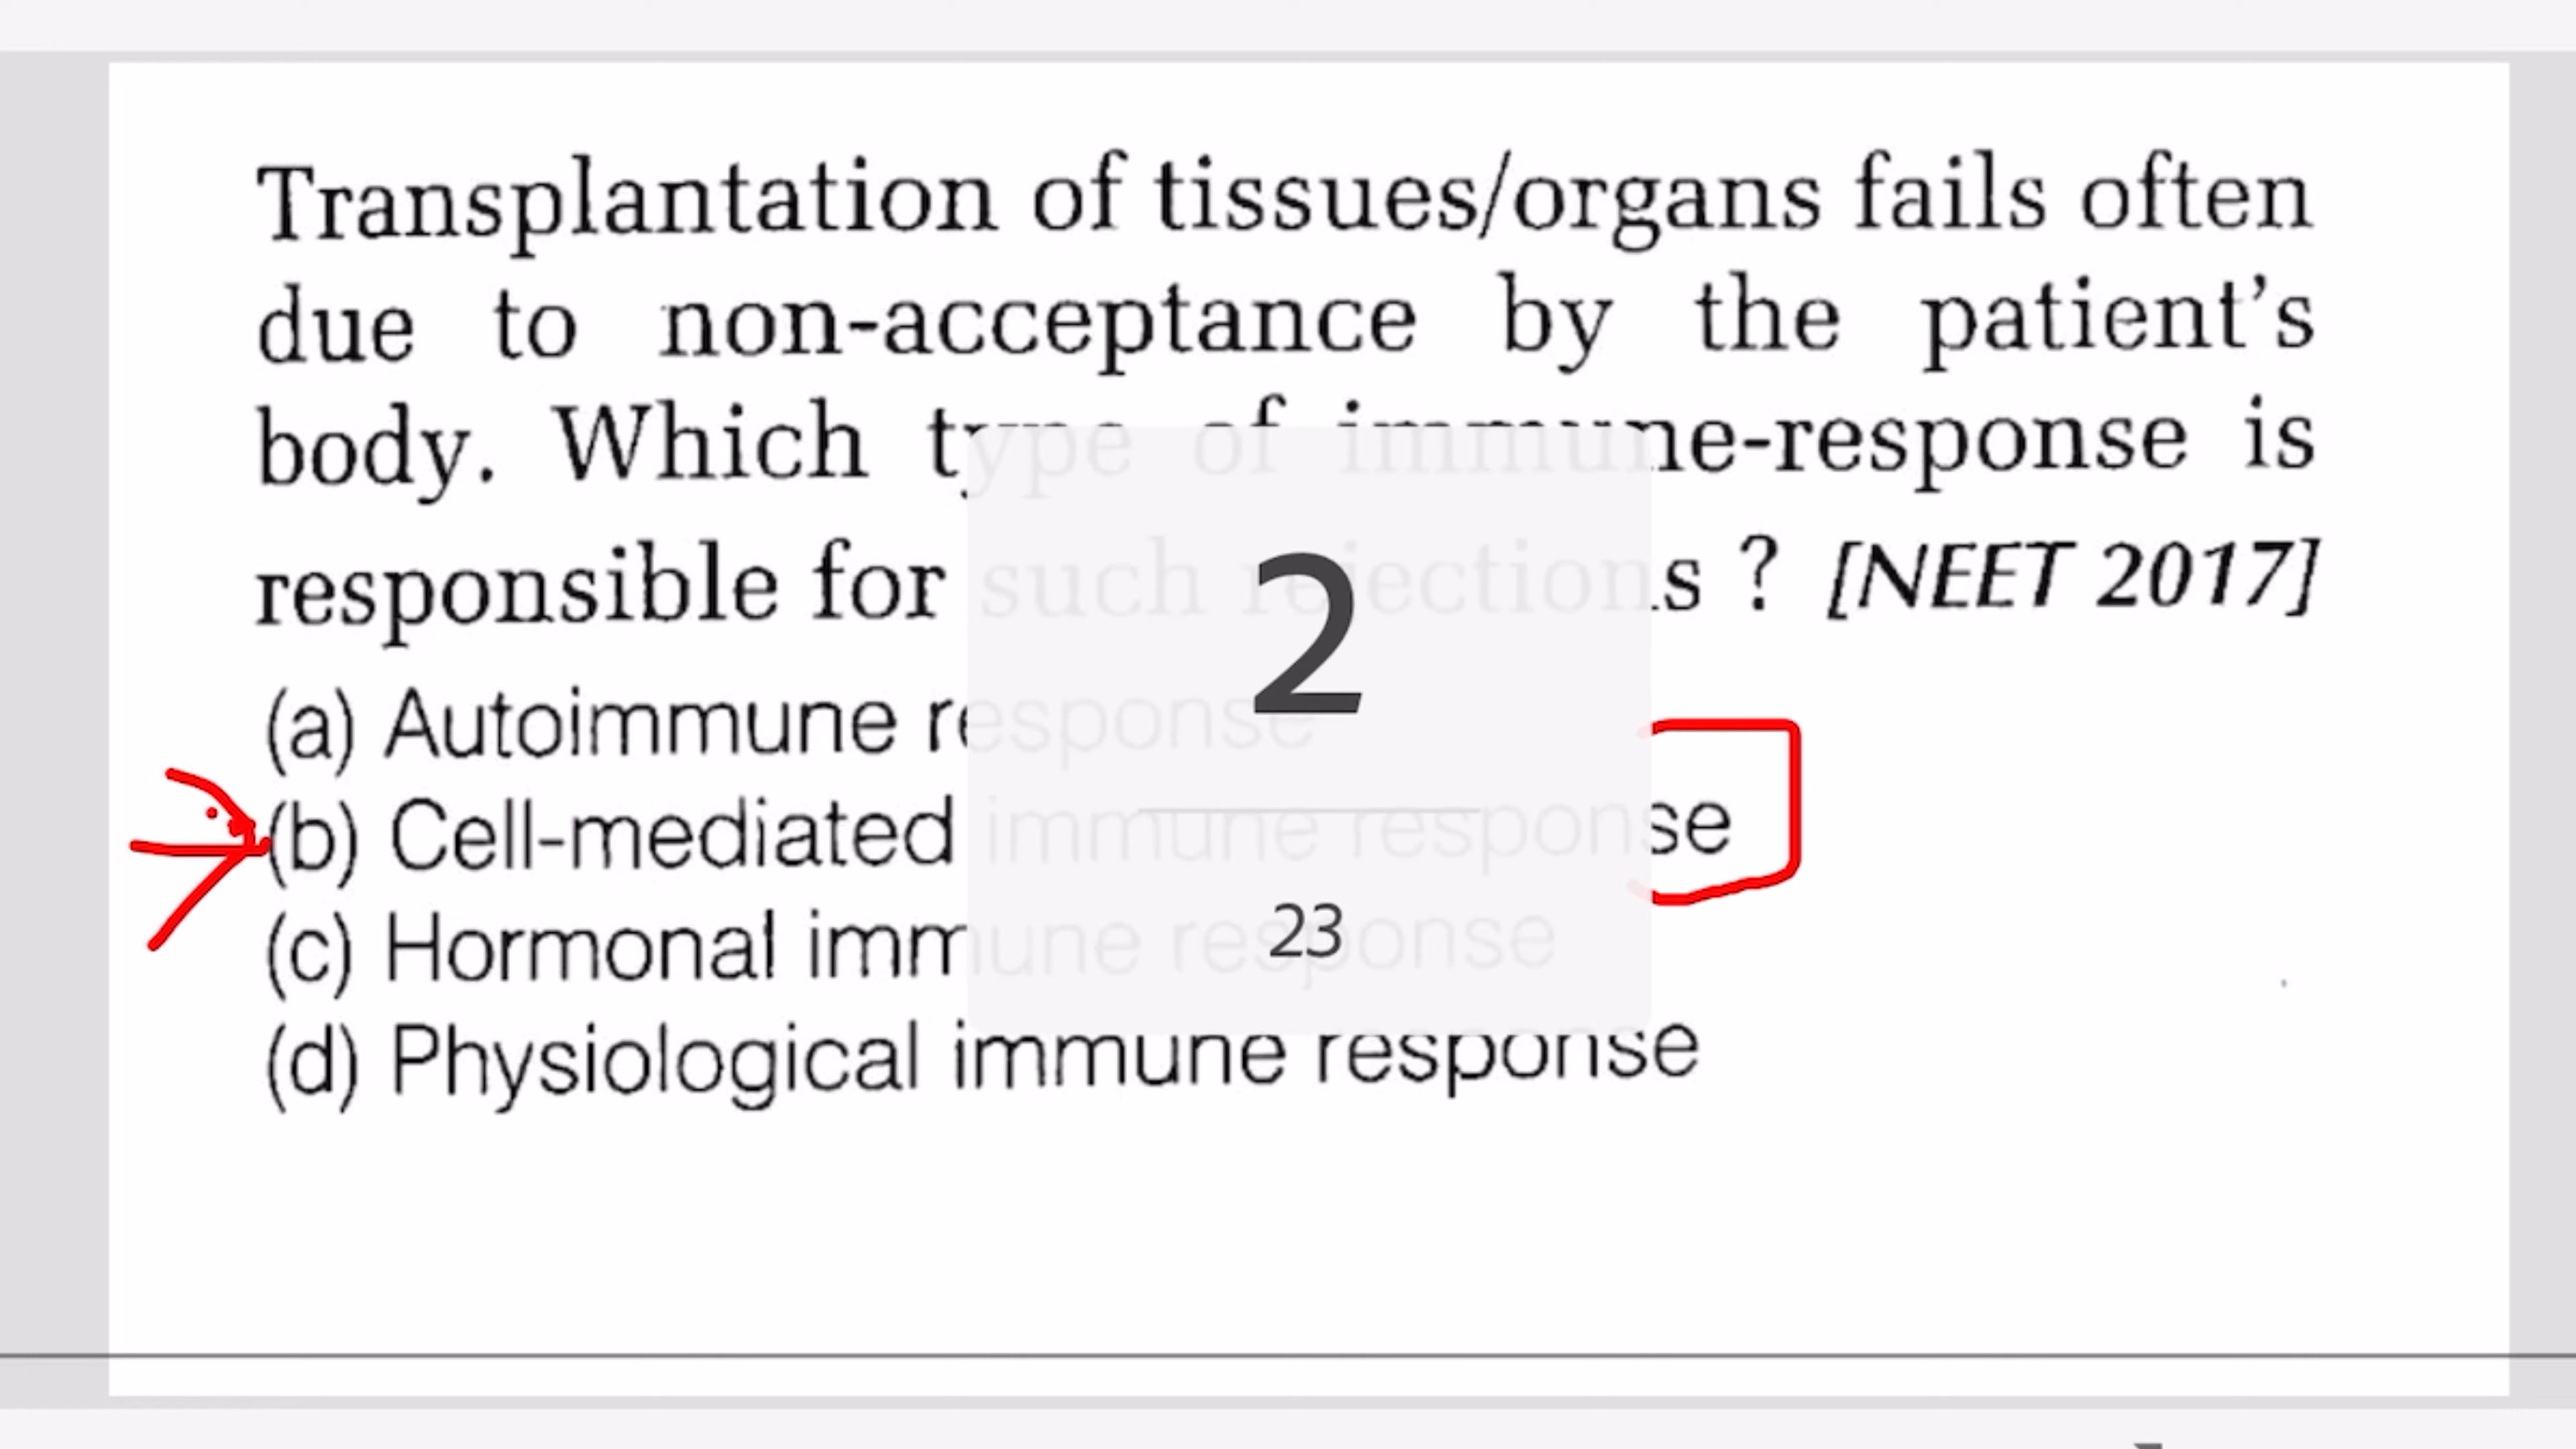 Transplantation of tissues/organs fails often
due to non-acceptance by the patient's
body. Which type of immune-response is
responsible for such rejections ? [NEET 2017]
(a) Autoimmune response
(b) Cell-mediated immune response
(c) Hormonal immune response
(d) Physiological immune response
2
23